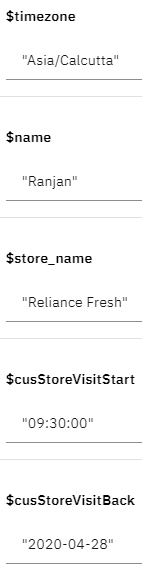 $timezone
"Asia/Calcutta"
$name
"Ranjan"
$store_name
"Reliance Fresh"
$cusStoreVisitStart
"09:30:00"
$cusStoreVisitBack
"2020-04-28"